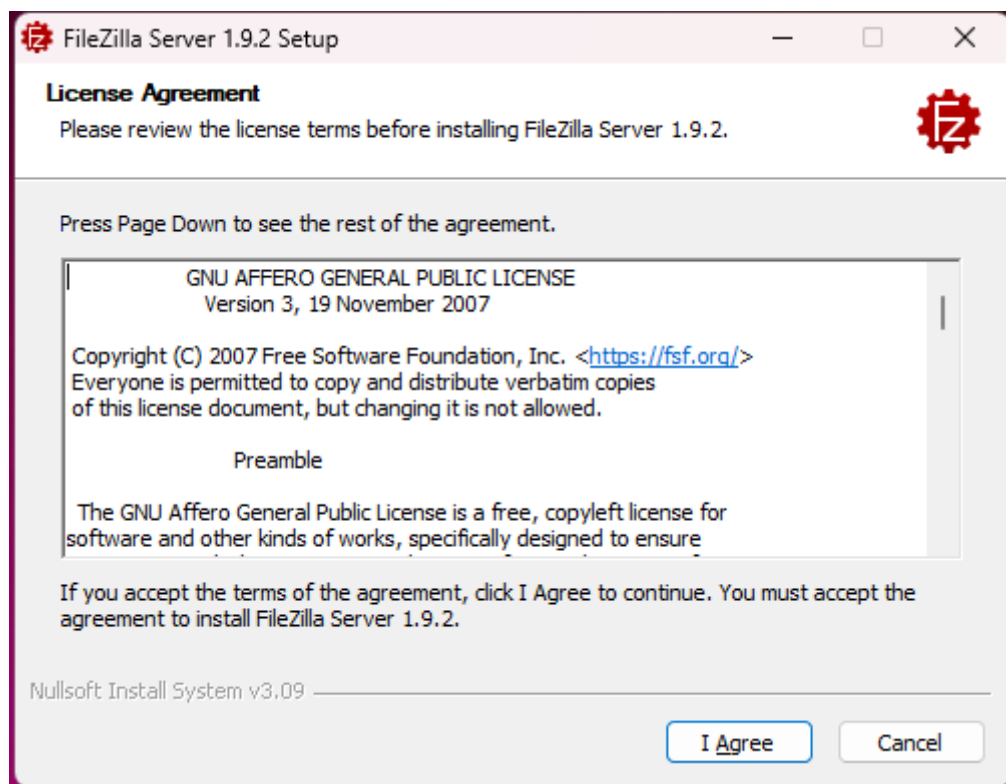 FileZilla Server 1.9.2 Setup
License Agreement
Please review the license terms before installing FileZilla Server 1.9.2.
Fz
Press Page Down to see the rest of the agreement.
GNU AFFERO GENERAL PUBLIC LICENSE
Version 3, 19 November 2007
Copyright (C) 2007 Free Software Foundation, Inc. <https://fsf.org/>
Everyone is permitted to copy and distribute verbatim copies
of this license document, but changing it is not allowed.
Preamble
The GNU Affero General Public License is a free, copyleft license for
software and other kinds of works, specifically designed to ensure
If you accept the terms of the agreement, click I Agree to continue. You must accept the
agreement to install FileZilla Server 1.9.2.
Nullsoft Install System v3.09
I Agree
Cancel